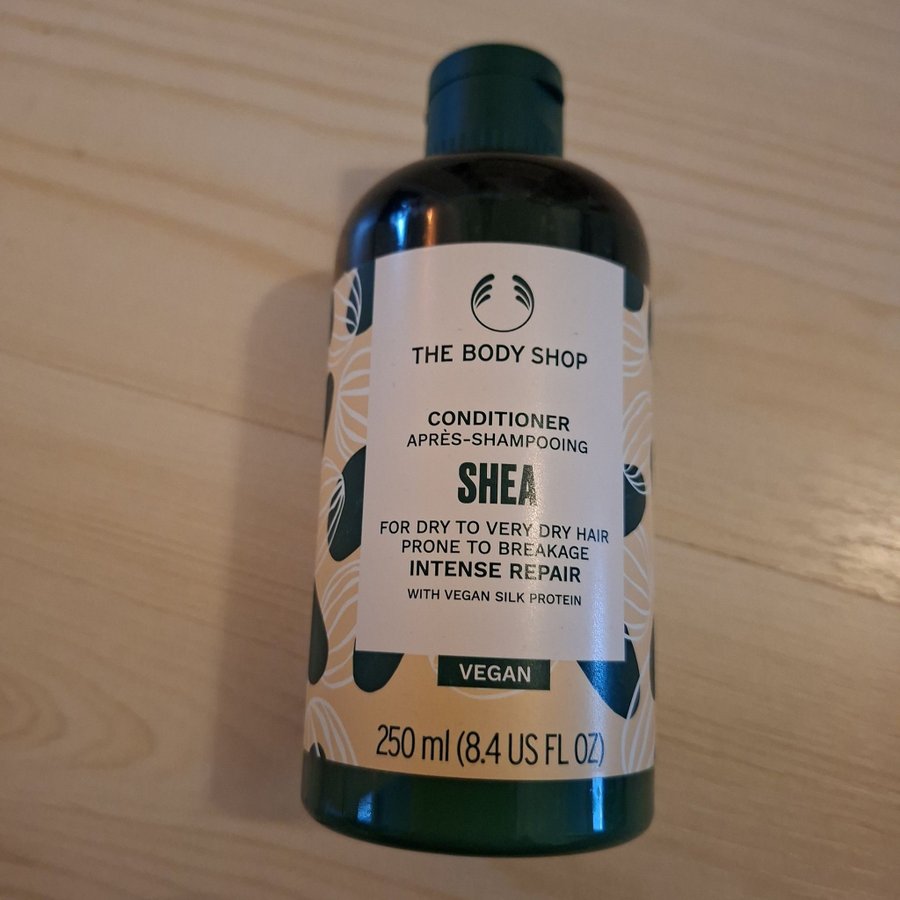 THE BODY SHOP
CONDITIONER
APRÈS-SHAMPOOING
SHEA
FOR DRY TO VERY DRY HAIR
PRONE TO BREAKAGE
INTENSE REPAIR
WITH VEGAN SILK PROTEIN
VEGAN
250 ml (8.4 US FL OZ)